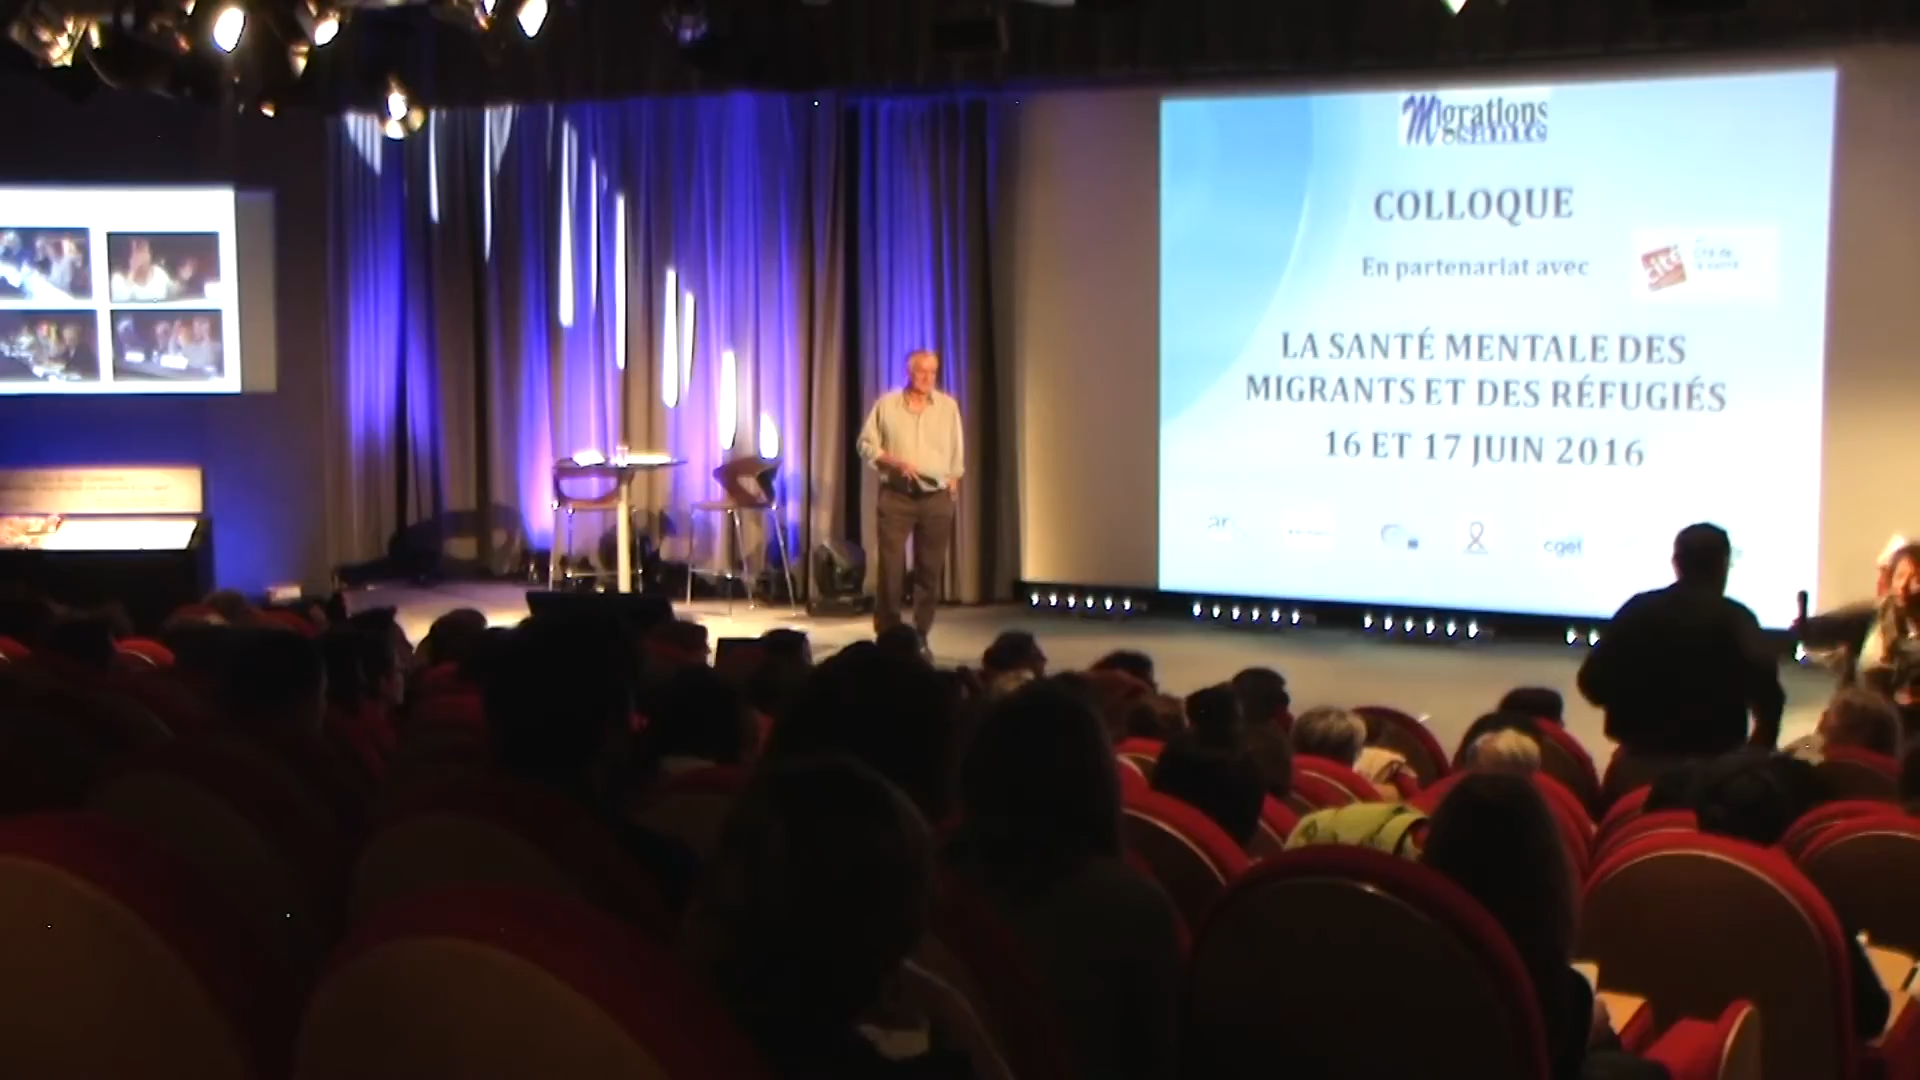 Migrations
COLLOQUE
En partenariat avec
cité
LA SANTÉ MENTALE DES
MIGRANTS ET DES RÉFUGIÉS
16 ET 17 JUIN 2016
cget